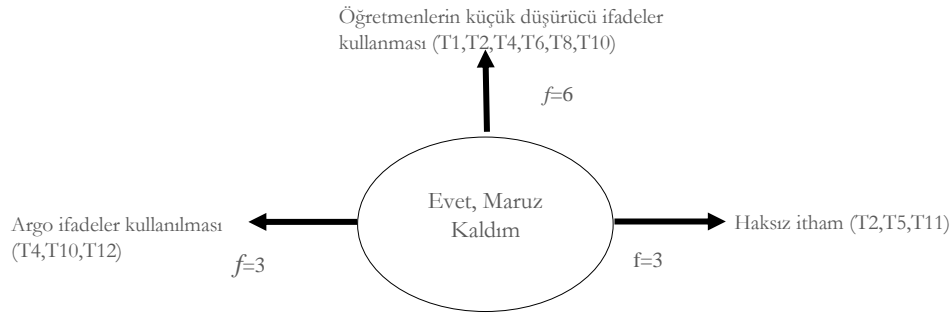 Öğretmenlerin küçük düşürücü ifadeler
kullanması (T1,T2,T4,T6,T8,T10)
f=6
Evet, Maruz
Kaldım
Argo ifadeler kullanılması
(T4,T10,T12)
f=3
Haksız itham (T2,T5,T11)
f=3